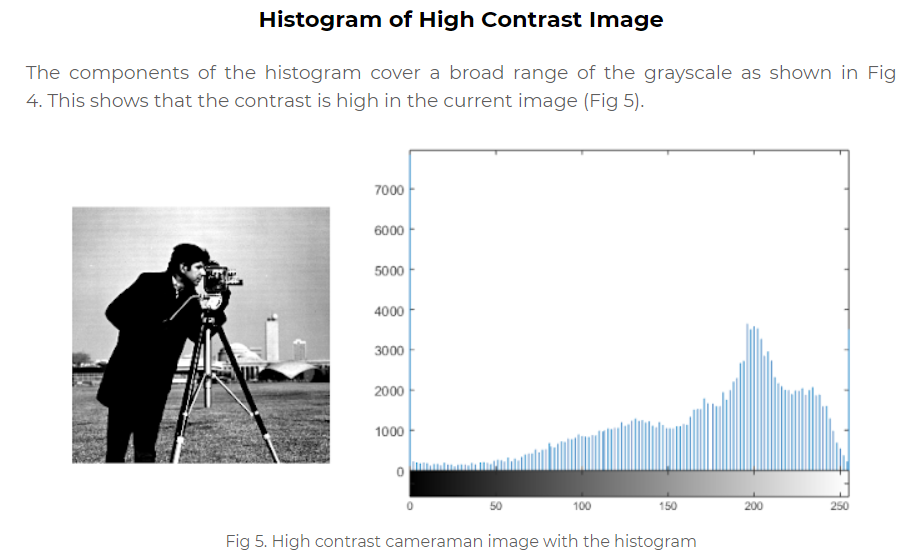 Histogram of High Contrast Image
The components of the histogram cover a broad range of the grayscale as shown in Fig
4. This shows that the contrast is high in the current image (Fig 5).
7000
6000
5000
4000
3000
2000
1000
0
0 50 100 150 200 250
Fig 5. High contrast cameraman image with the histogram